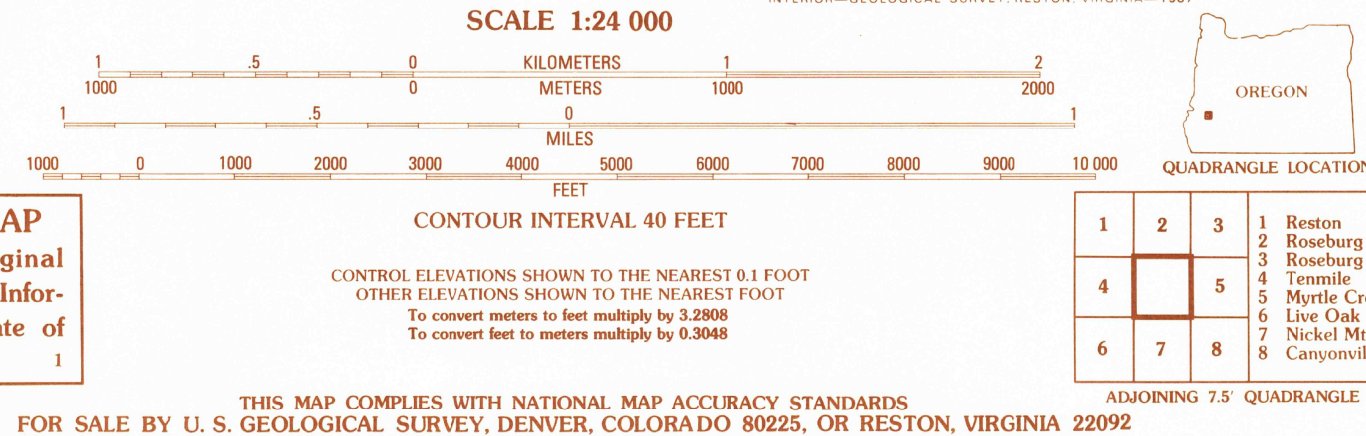 SCALE 1:24 000
1 .5 0 KILOMETERS 1 2
1000 0 METERS 1000 2000
1 .5 0 1
MILES
1000 0 1000 2000 3000 4000 5000 6000 7000 8000 9000 10 000
FEET
CONTOUR INTERVAL 40 FEET
CONTROL ELEVATIONS SHOWN TO THE NEAREST 0.1 FOOT
OTHER ELEVATIONS SHOWN TO THE NEAREST FOOT
To convert meters to feet multiply by 3.2808
To convert feet to meters multiply by 0.3048
THIS MAP COMPLIES WITH NATIONAL MAP ACCURACY STANDARDS
FOR SALE BY U. S. GEOLOGICAL SURVEY, DENVER, COLORADO 80225, OR RESTON, VIRGINIA 22092
AP
ginal
Infor-
te of
1
OREGON
QUADRANGLE LOCATION
1 2 3
4 5
6 7 8
1 Reston
2 Roseburg
3 Roseburg
4 Tenmile
5 Myrtle Cr
6 Live Oak
7 Nickel Mt
8 Canyonvil
ADJOINING 7.5' QUADRANGLE